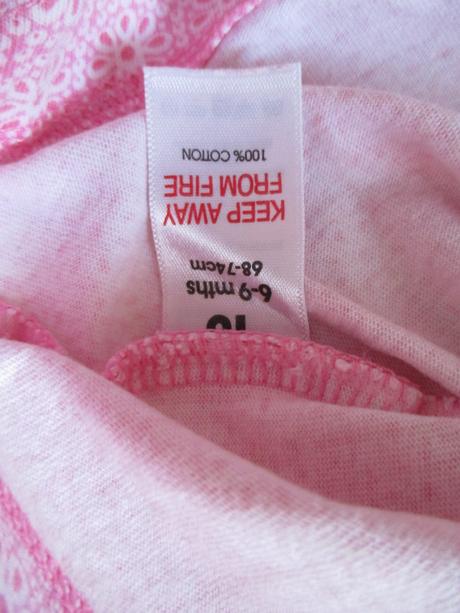 6-9 mths
68-74cm
KEEP AWAY
FROM FIRE
100% COTTON